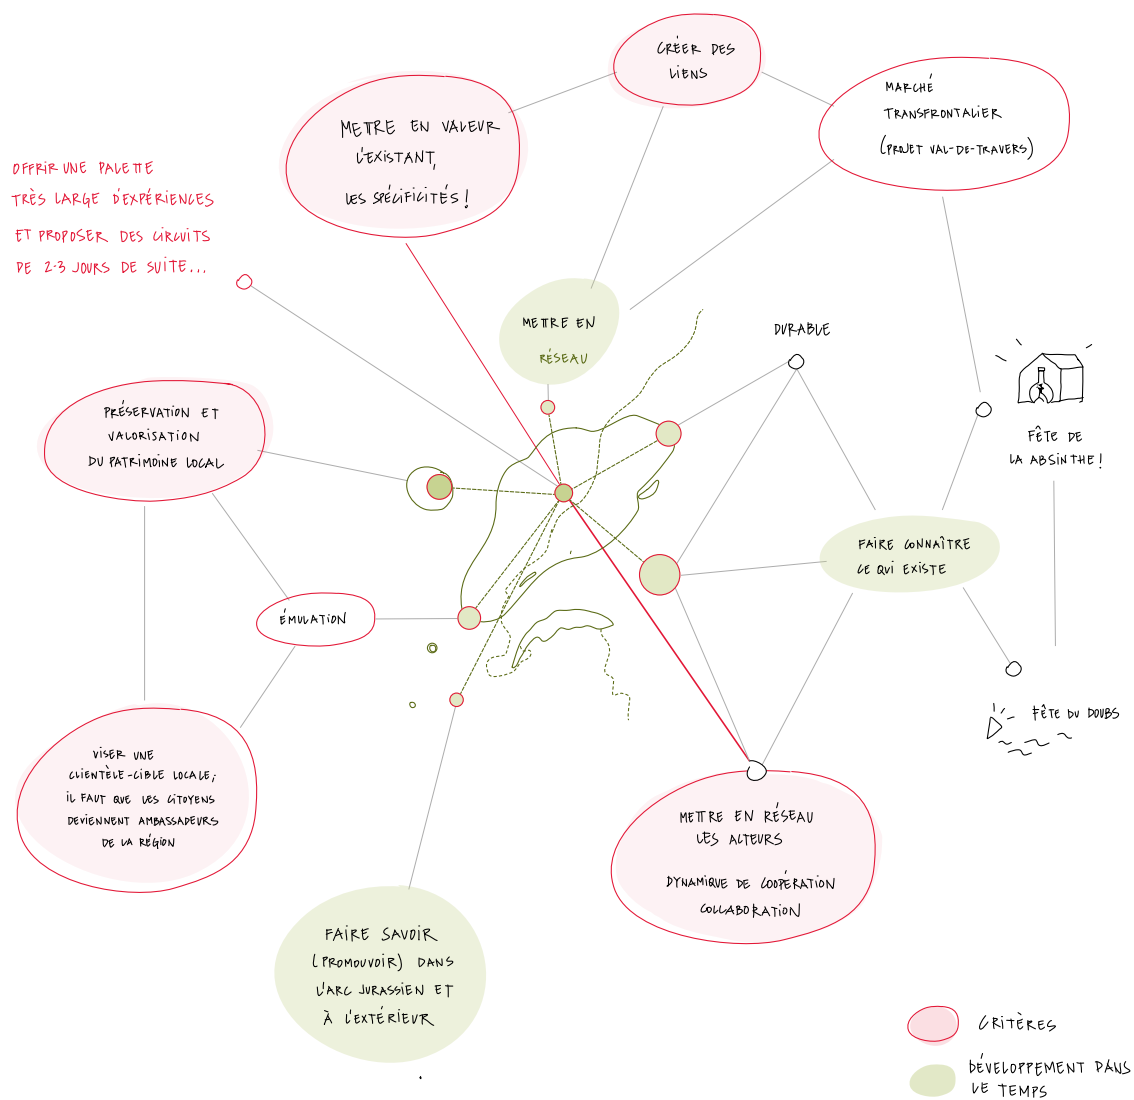 CRÉER DES
LIENS
METTRE EN VALEUR
L'EXISTANT,
LES SPÉCIFICITÉS !
MARCHÉ
TRANSFRONTALIER
(PROJET VAL-DE-TRAVERS)
OFFRIR UNE PALETTE
TRÈS LARGE D'EXPÉRIENCES
ET PROPOSER DES CIRCUITS
DE 2-3 JOURS DE SUITE...
METTRE EN
RÉSEAU
DURABLE
FÊTE DE
LA ABSINTHE !
PRÉSERVATION ET
VALORISATION
DU PATRIMOINE LOCAL
FAIRE CONNAÎTRE
CE QUI EXISTE
ÉMULATION
FÊTE DU DOUBS
VISER UNE
CLIENTÈLE-CIBLE LOCALE;
IL FAUT QUE LES CITOYENS
DEVIENNENT AMBASSADEURS
DE LA RÉGION
METTRE EN RÉSEAU
LES ACTEURS
DYNAMIQUE DE COOPÉRATION
COLLABORATION
FAIRE SAVOIR
(PROMOUVOIR) DANS
L'ARC JURASSIEN ET
À L'EXTÉRIEUR
CRITÈRES
DÉVELOPPEMENT DANS
LE TEMPS